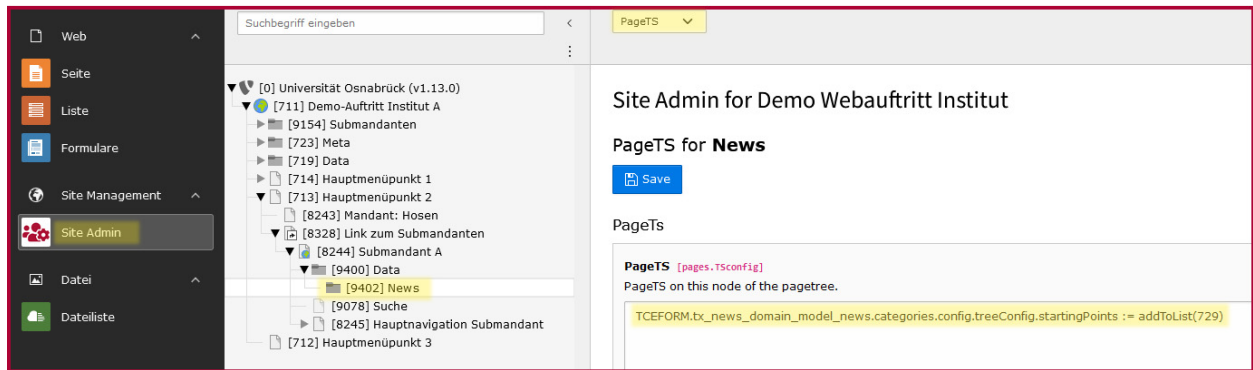 Web
Seite
Liste
Formulare
Site Management
Site Admin
Datei
Dateiliste
Suchbegriff eingeben
[0] Universität Osnabrück (v1.13.0)
[711] Demo-Auftritt Institut A
[9154] Submandanten
[723] Meta
[719] Data
[714] Hauptmenüpunkt 1
[713] Hauptmenüpunkt 2
[8243] Mandant: Hosen
[8328] Link zum Submandanten
[8244] Submandant A
[9400] Data
[9402] News
[9078] Suche
[8245] Hauptnavigation Submandant
[712] Hauptmenüpunkt 3
PageTS
Site Admin for Demo Webauftritt Institut
PageTS for News
Save
PageTs
PageTS [pages.TSconfig]
PageTS on this node of the pagetree.
TCEFORM.tx_news_domain_model_news.categories.config.treeConfig.startingPoints := addToList(729)